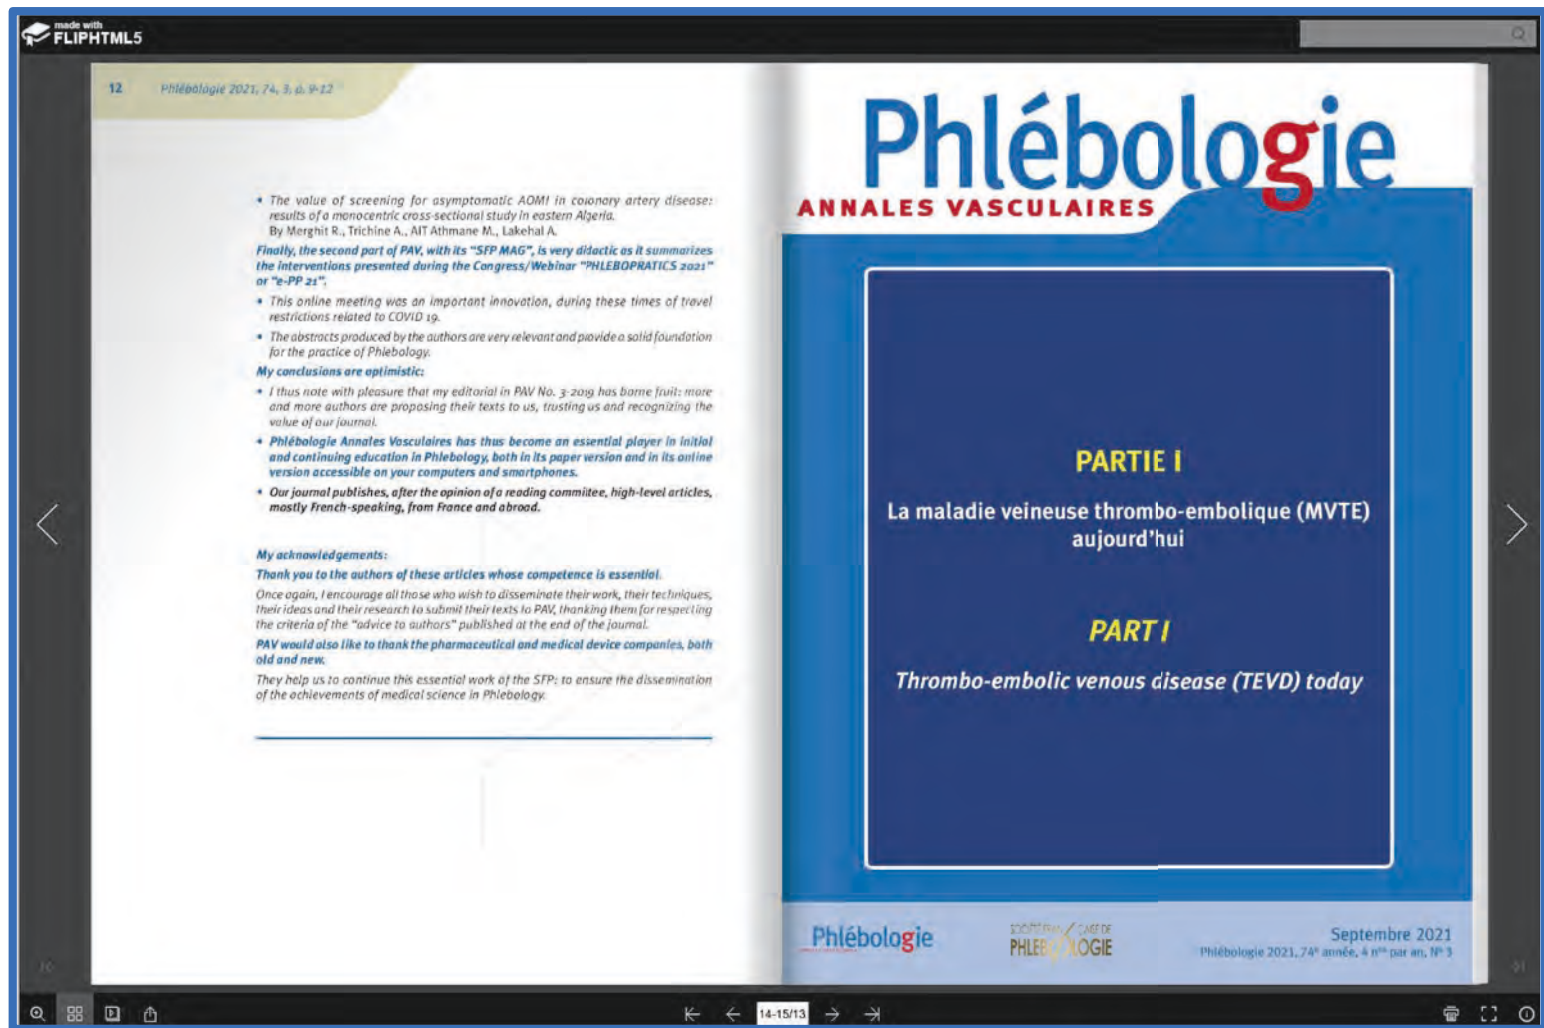 made with
FLIPHTML5
12 Phlébologie 2021, 74, 3, p. 9-12
• The value of screening for asymptomatic AOMI in coronary artery disease:
results of a monocentric cross-sectional study in eastern Algeria.
By Merghit R., Trichine A., AIT Athmane M., Lakehal A.
Finally, the second part of PAV, with its "SFP MAG", is very didactic as it summarizes
the interventions presented during the Congress/Webinar "PHLEBOPRATICS 2021"
or "e-PP 21".
• This online meeting was an important innovation, during these times of travel
restrictions related to COVID 19.
• The abstracts produced by the authors are very relevant and provide a solid foundation
for the practice of Phlebology.
My conclusions are optimistic:
• I thus note with pleasure that my editorial in PAV No. 3-2019 has borne fruit: more
and more authors are proposing their texts to us, trusting us and recognizing the
value of our journal.
• Phlébologie Annales Vasculaires has thus become an essential player in initial
and continuing education in Phlebology, both in its paper version and in its online
version accessible on your computers and smartphones.
• Our journal publishes, after the opinion of a reading committee, high-level articles,
mostly French-speaking, from France and abroad.
My acknowledgements:
Thank you to the authors of these articles whose competence is essential.
Once again, I encourage all those who wish to disseminate their work, their techniques,
their ideas and their research to submit their texts to PAV, thanking them for respecting
the criteria of the "advice to authors" published at the end of the journal.
PAV would also like to thank the pharmaceutical and medical device companies, both
old and new.
They help us to continue this essential work of the SFP: to ensure the dissemination
of the achievements of medical science in Phlebology.
Phlébologie
ANNALES VASCULAIRES
PARTIE I
La maladie veineuse thrombo-embolique (MVTE)
aujourd'hui
PART I
Thrombo-embolic venous disease (TEVD) today
Phlébologie
PHLEBOLOGIE
Septembre 2021
Phlébologie 2021, 74e année, 4 nos par an, N° 3
14-15/13